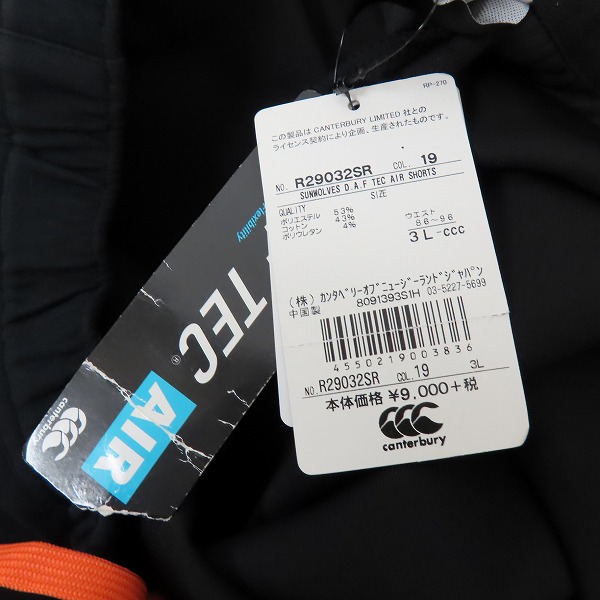 RP-270
この製品は CANTERBURY LIMITED 社との
ライセンス契約により企画、生産されたものです。
NO. R29032SR COL. 19
SUNWOLVES D.A.F TEC AIR SHORTS
QUALITY
SIZE
ポリエステル 53%
コットン 43%
ポリウレタン 4%
ウエスト
86~96
3L-CCC
(株) カンタベリーオブニュージーランドジャパン
中国製 8091393S1H 03-5227-5699
4550219003836
NO. R29032SR COL. 19 3L
本体価格 ¥9,000+税
canterbury
Flexibility
TEC®
AIR
canterbury